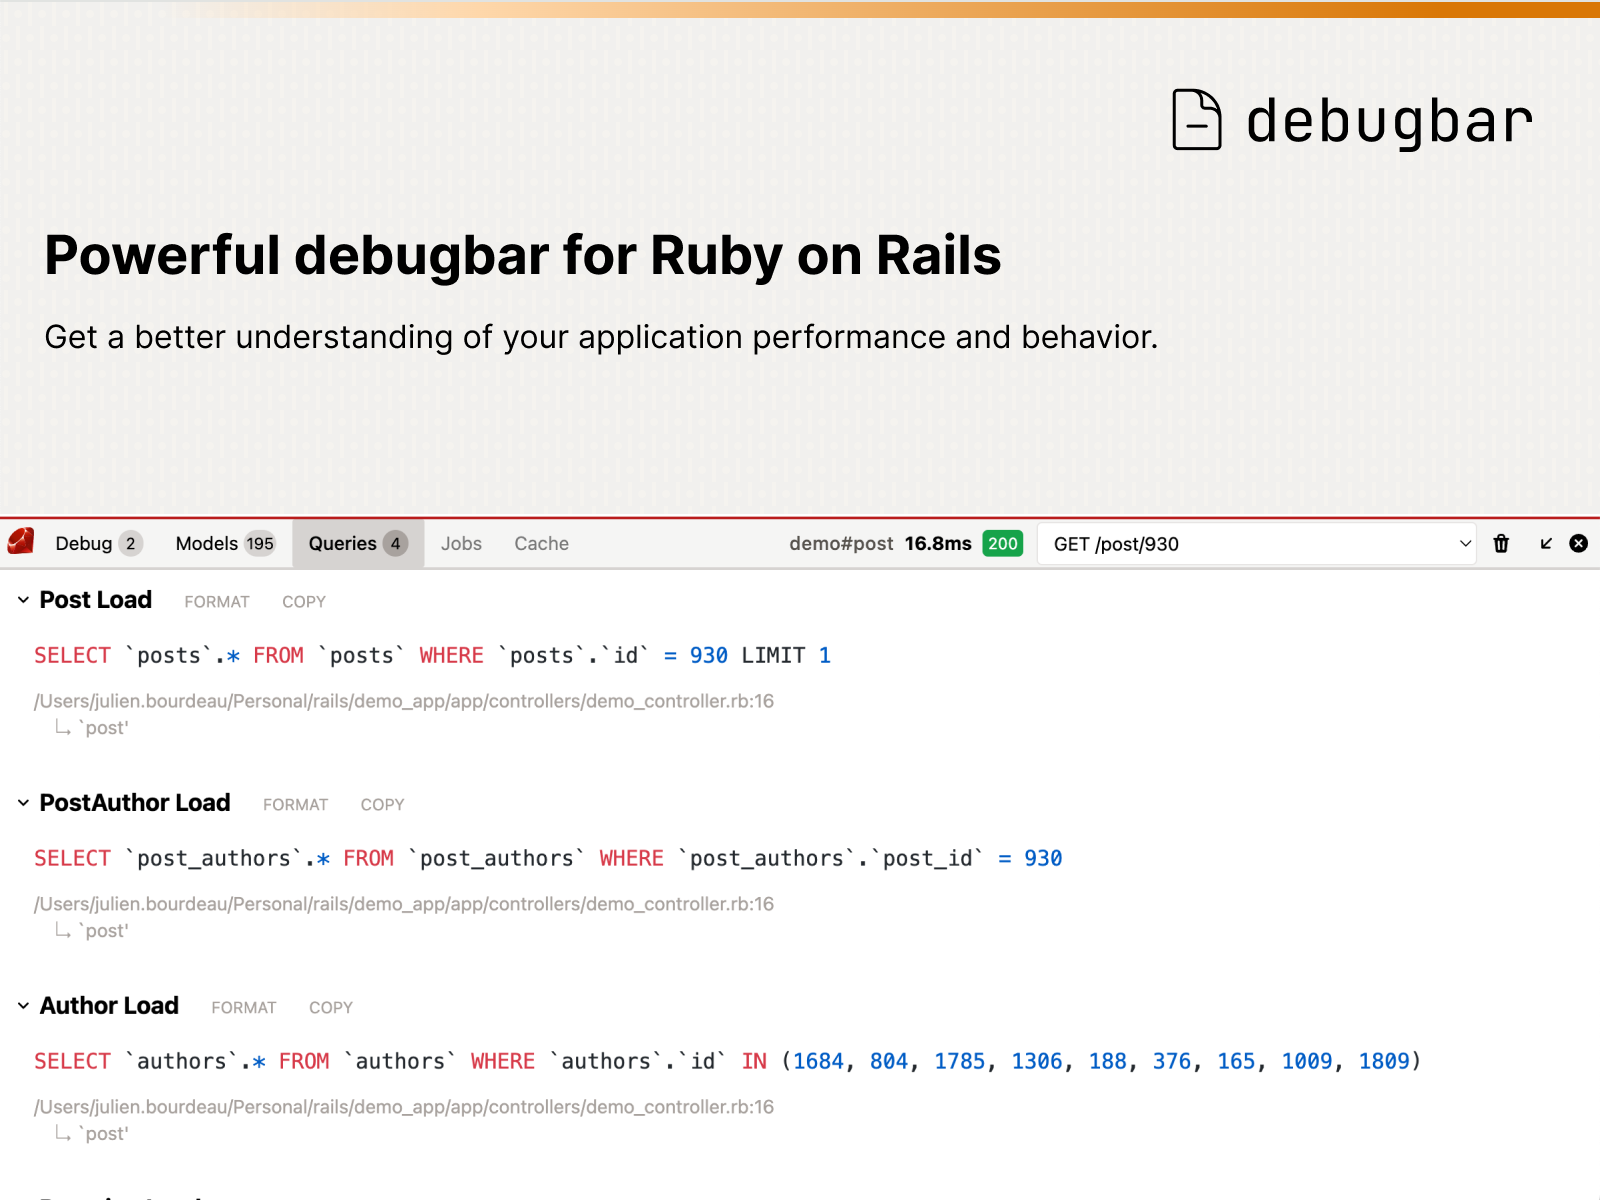 debugbar
Powerful debugbar for Ruby on Rails
Get a better understanding of your application performance and behavior.
Debug 2 Models 195 Queries 4 Jobs Cache demo#post 16.8ms 200 GET /post/930
Post Load FORMAT COPY
SELECT `posts`.* FROM `posts` WHERE `posts`.`id` = 930 LIMIT 1
/Users/julien.bourdeau/Personal/rails/demo_app/app/controllers/demo_controller.rb:16
`post'
PostAuthor Load FORMAT COPY
SELECT `post_authors`.* FROM `post_authors` WHERE `post_authors`.`post_id` = 930
/Users/julien.bourdeau/Personal/rails/demo_app/app/controllers/demo_controller.rb:16
`post'
Author Load FORMAT COPY
SELECT `authors`.* FROM `authors` WHERE `authors`.`id` IN (1684, 804, 1785, 1306, 188, 376, 165, 1009, 1809)
/Users/julien.bourdeau/Personal/rails/demo_app/app/controllers/demo_controller.rb:16
`post'